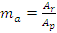 m_a = A_r / A_p